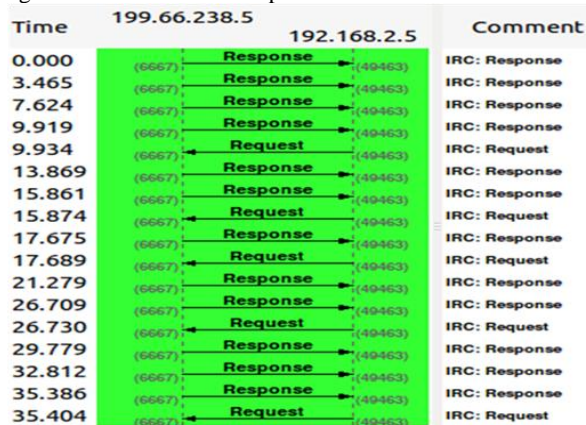 Time 199.66.238.5 192.168.2.5 Comment
0.000 (6667) Response (49463) IRC: Response
3.465 (6667) Response (49463) IRC: Response
7.624 (6667) Response (49463) IRC: Response
9.919 (6667) Response (49463) IRC: Response
9.934 (6667) Request (49463) IRC: Request
13.869 (6667) Response (49463) IRC: Response
15.861 (6667) Response (49463) IRC: Response
15.874 (6667) Request (49463) IRC: Request
17.675 (6667) Response (49463) IRC: Response
17.689 (6667) Request (49463) IRC: Request
21.279 (6667) Response (49463) IRC: Response
26.709 (6667) Response (49463) IRC: Response
26.730 (6667) Request (49463) IRC: Request
29.779 (6667) Response (49463) IRC: Response
32.812 (6667) Response (49463) IRC: Response
35.386 (6667) Response (49463) IRC: Response
35.404 (6667) Request (49463) IRC: Request